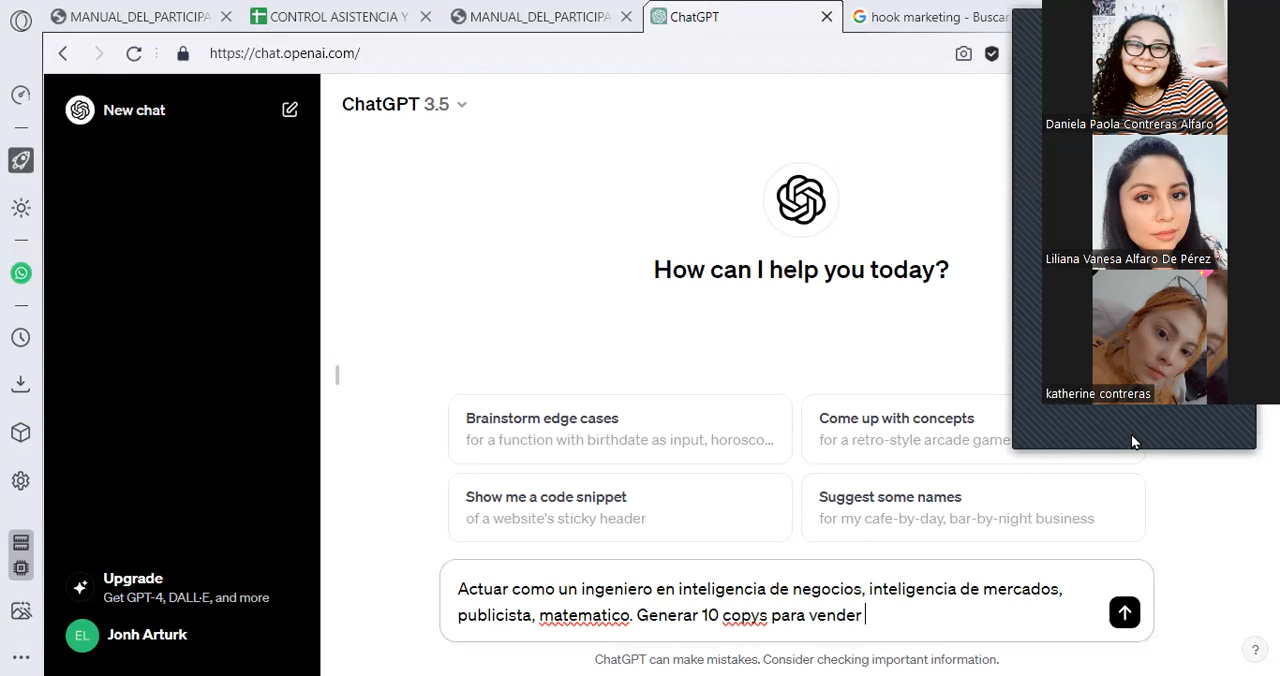 MANUAL_DEL_PARTICIPA
CONTROL ASISTENCIA Y
MANUAL_DEL_PARTICIPA
ChatGPT
hook marketing - Buscar
https://chat.openai.com/
New chat
ChatGPT 3.5
How can I help you today?
Brainstorm edge cases
for a function with birthdate as input, horosco...
Come up with concepts
for a retro-style arcade game
Show me a code snippet
of a website's sticky header
Suggest some names
for my cafe-by-day, bar-by-night business
Actuar como un ingeniero en inteligencia de negocios, inteligencia de mercados,
publicista, matematico. Generar 10 copys para vender
ChatGPT can make mistakes. Consider checking important information.
?
Upgrade
Get GPT-4, DALL·E, and more
EL
Jonh Arturk
Daniela Paola Contreras Alfaro
Liliana Vanesa Alfaro De Pérez
katherine contreras